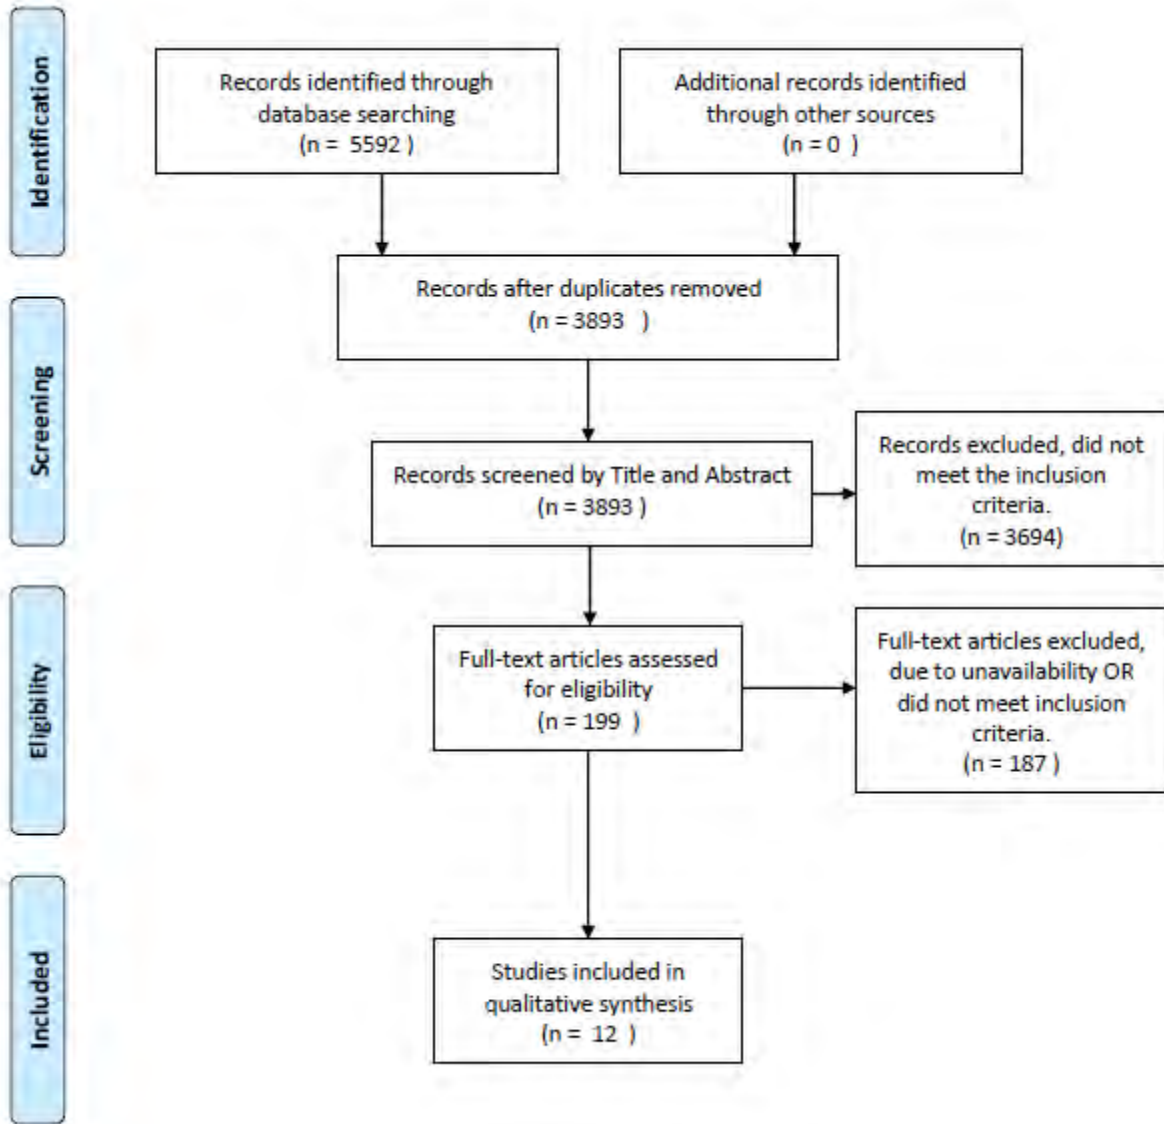 Identification
Records identified through
database searching
(n = 5592 )
Additional records identified
through other sources
(n = 0 )
Records after duplicates removed
(n = 3893 )
Screening
Records screened by Title and Abstract
(n = 3893 )
Records excluded, did not
meet the inclusion
criteria.
(n = 3694)
Eligibility
Full-text articles assessed
for eligibility
(n = 199 )
Full-text articles excluded,
due to unavailability OR
did not meet inclusion
criteria.
(n = 187 )
Included
Studies included in
qualitative synthesis
(n = 12 )